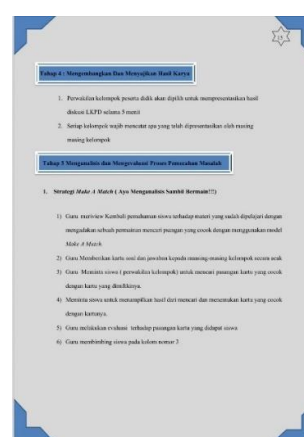 Tahap 4 : Mengembangkan Dan Menyajikan Hasil Karya
1. Perwakilan kelompok peserta didik akan dipilih untuk mempresentasikan hasil
diskusi LKPD selama 5 menit
2. Setiap kelompok wajib mencatat apa yang telah dipresentasikan oleh masing
masing kelompok
Tahap 5 Menganalisis dan Mengevaluasi Proses Pemecahan Masalah
1. Strategi Make A Match ( Ayo Menganalisis Sambil Bermain!!!)
1) Guru mereview Kembali pemahaman siswa terhadap materi yang sudah dipelajari dengan
mengadakan sebuah permainan mencari pasangan yang cocok dengan menggunakan model
Make A Match
2) Guru Memberikan kartu soal dan jawaban kepada masing-masing kelompok secara acak
3) Guru Meminta siswa ( perwakilan kelompok) untuk mencari pasangan kartu yang cocok
dengan kartu yang dimilikinya.
4) Meminta siswa untuk menampilkan hasil dari mencari dan menemukan kartu yang cocok
dengan kartunya.
5) Guru melakukan evaluasi terhadap pasangan kartu yang didapat siswa
6) Guru membimbing siswa pada kolom nomor 2